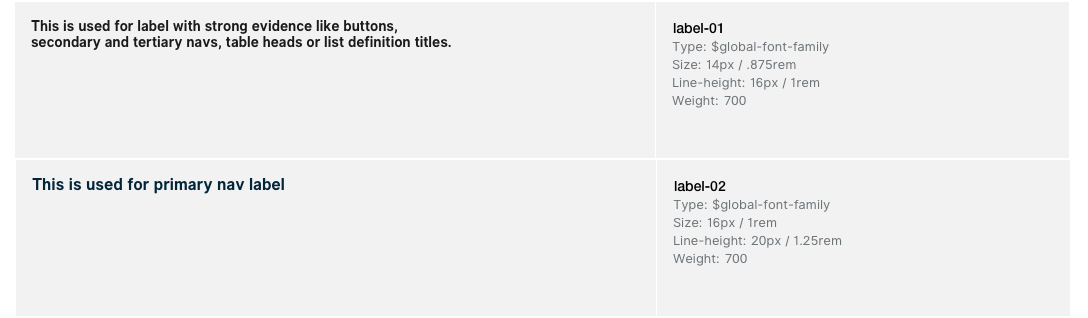 This is used for label with strong evidence like buttons,
secondary and tertiary navs, table heads or list definition titles.
label-01
Type: $global-font-family
Size: 14px / .875rem
Line-height: 16px / 1rem
Weight: 700
This is used for primary nav label
label-02
Type: $global-font-family
Size: 16px / 1rem
Line-height: 20px / 1.25rem
Weight: 700